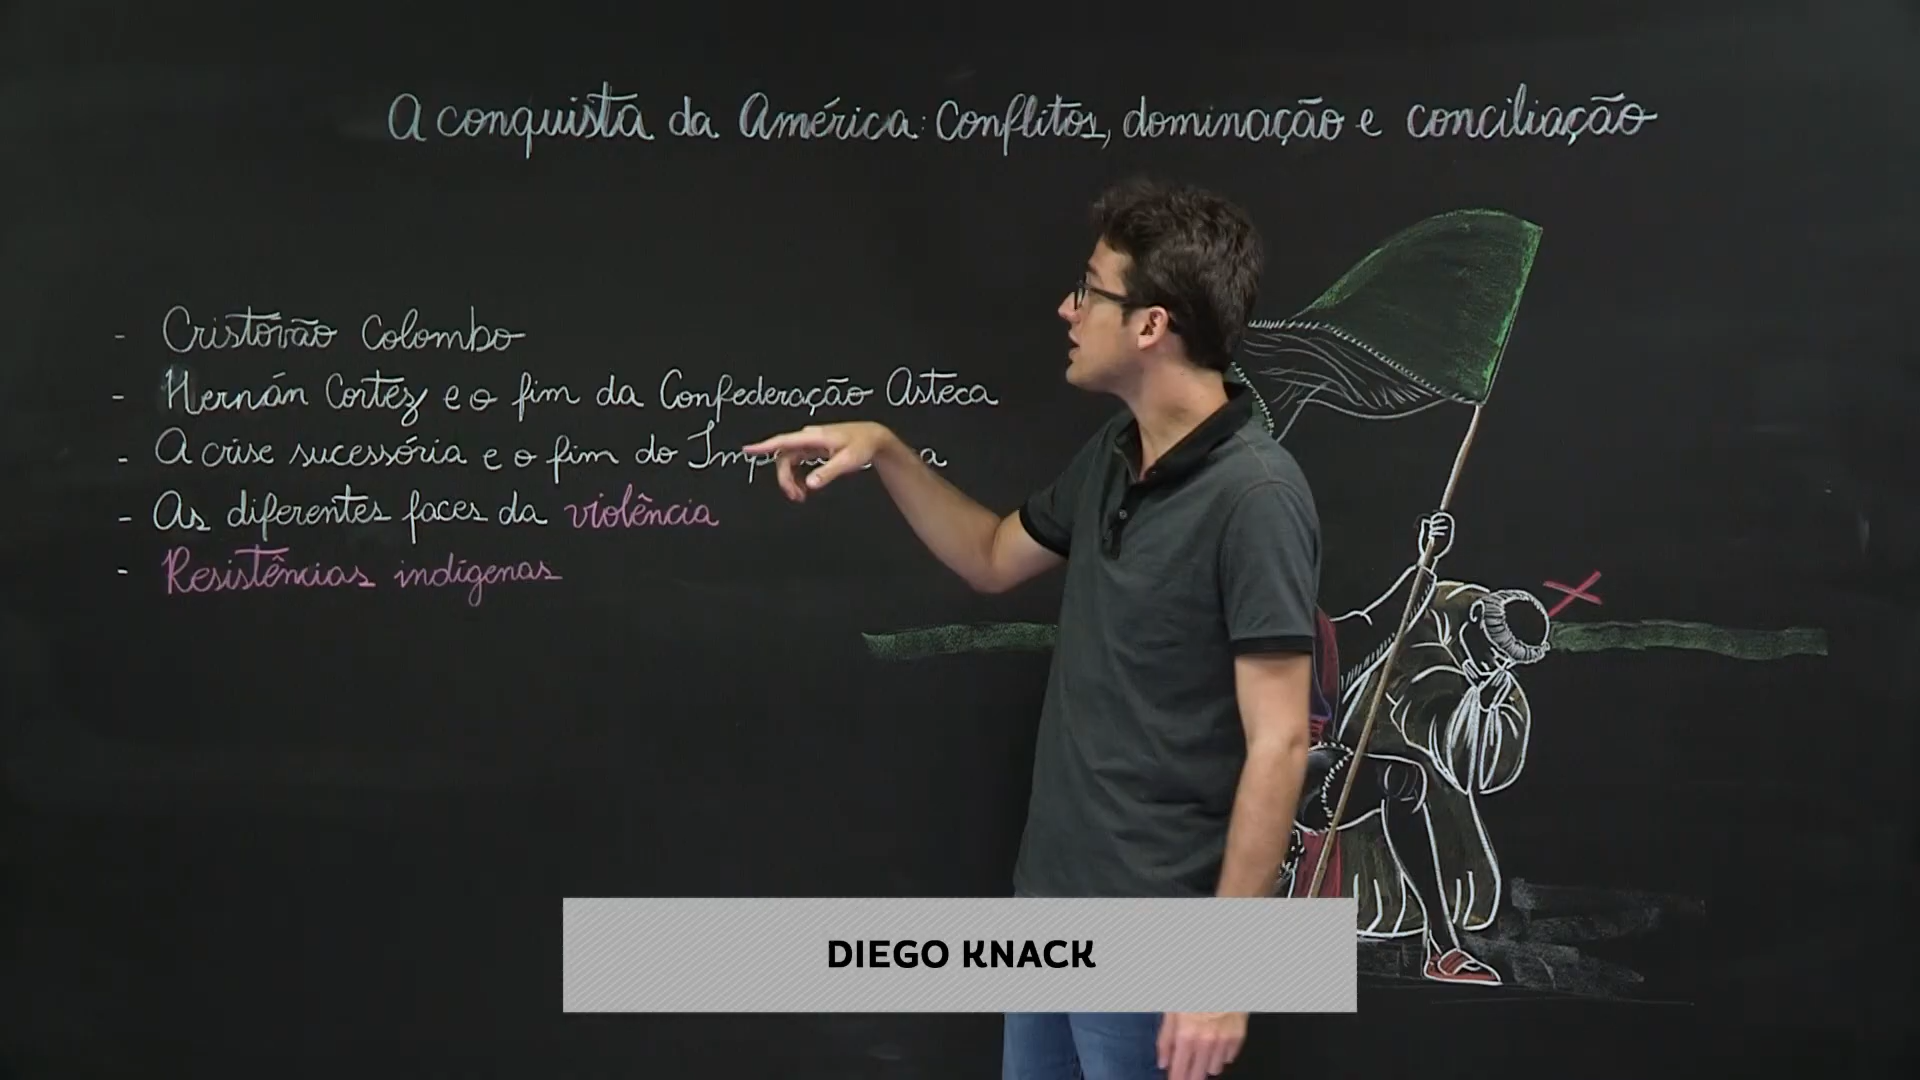 A conquista da América: Conflitos, dominação e conciliação
- Cristóvão Colombo
- Hernán Cortez e o fim da Confederação Asteca
- A crise sucessória e o fim do
- As diferentes faces da violência
- Resistências indígenas
DIEGO KNACK